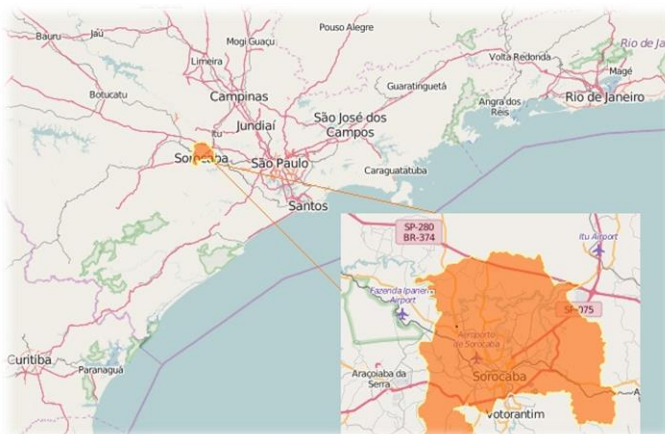 Bauru
Jaú
Mogi Guaçu
Pouso Alegre
Limeira
Volta Redonda
Rio de Ja
Magé
Botucatu
Campinas
Guaratinguetá
Angra dos
Reis
Rio de Janeiro
Jundiaí
São José dos
Campos
Itu
Sorocaba
São Paulo
Caraguatatuba
Santos
Curitiba
Paranaguá
SP-280
BR-374
Itu Airport
Fazenda Ipanem
Airport
SP-075
Aeroporto
de Sorocaba
Araçoiaba da
Serra
Sorocaba
Votorantim
A